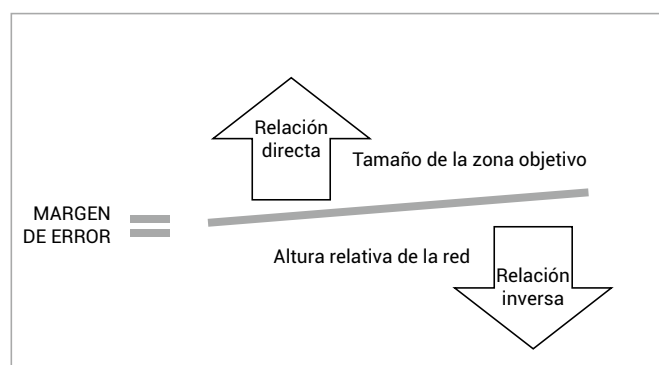 Relación
directa
Tamaño de la zona objetivo
MARGEN
DE ERROR
Altura relativa de la red
Relación
inversa